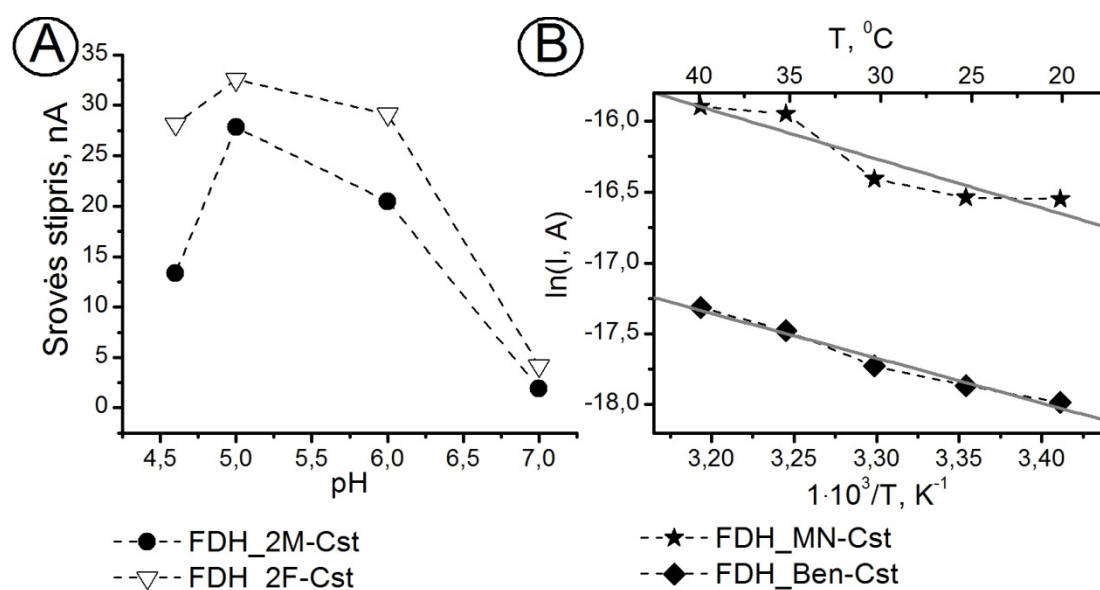 A
Srovės stipris, nA
35
30
25
20
15
10
5
0
4,5 5,0 5,5 6,0 6,5 7,0
pH
FDH_2M-Cst
FDH 2F-Cst
B
T, ⁰C
40 35 30 25 20
ln(I, A)
-16,0
-16,5
-17,0
-17,5
-18,0
3,20 3,25 3,30 3,35 3,40
1·10³/T, K⁻¹
FDH_MN-Cst
FDH_Ben-Cst